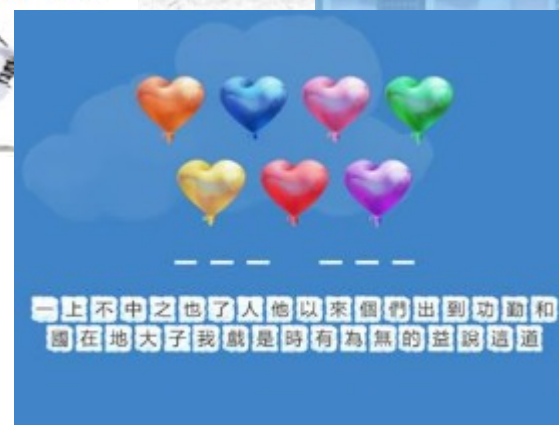 一上不中之也了人他以來個們出到功勤和
國在地大子我戲是時有為無的益說這道